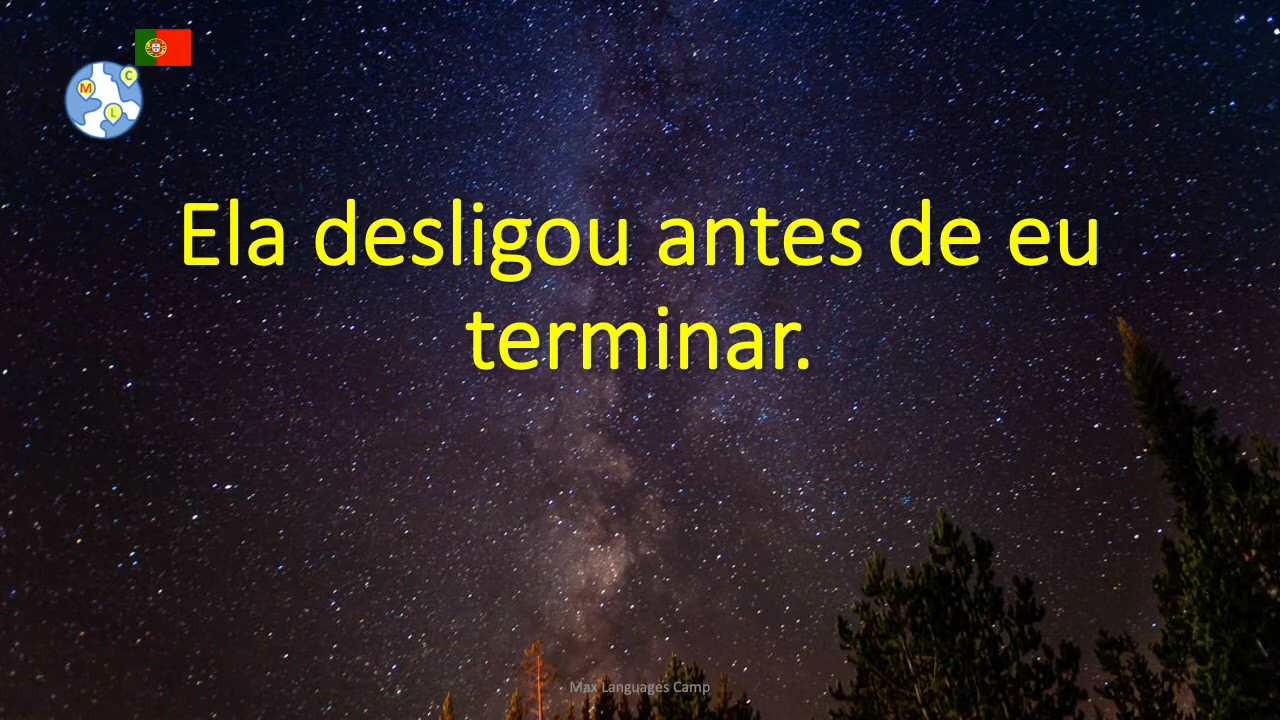 C
M
L
Ela desligou antes de eu
terminar.
Max Languages Camp